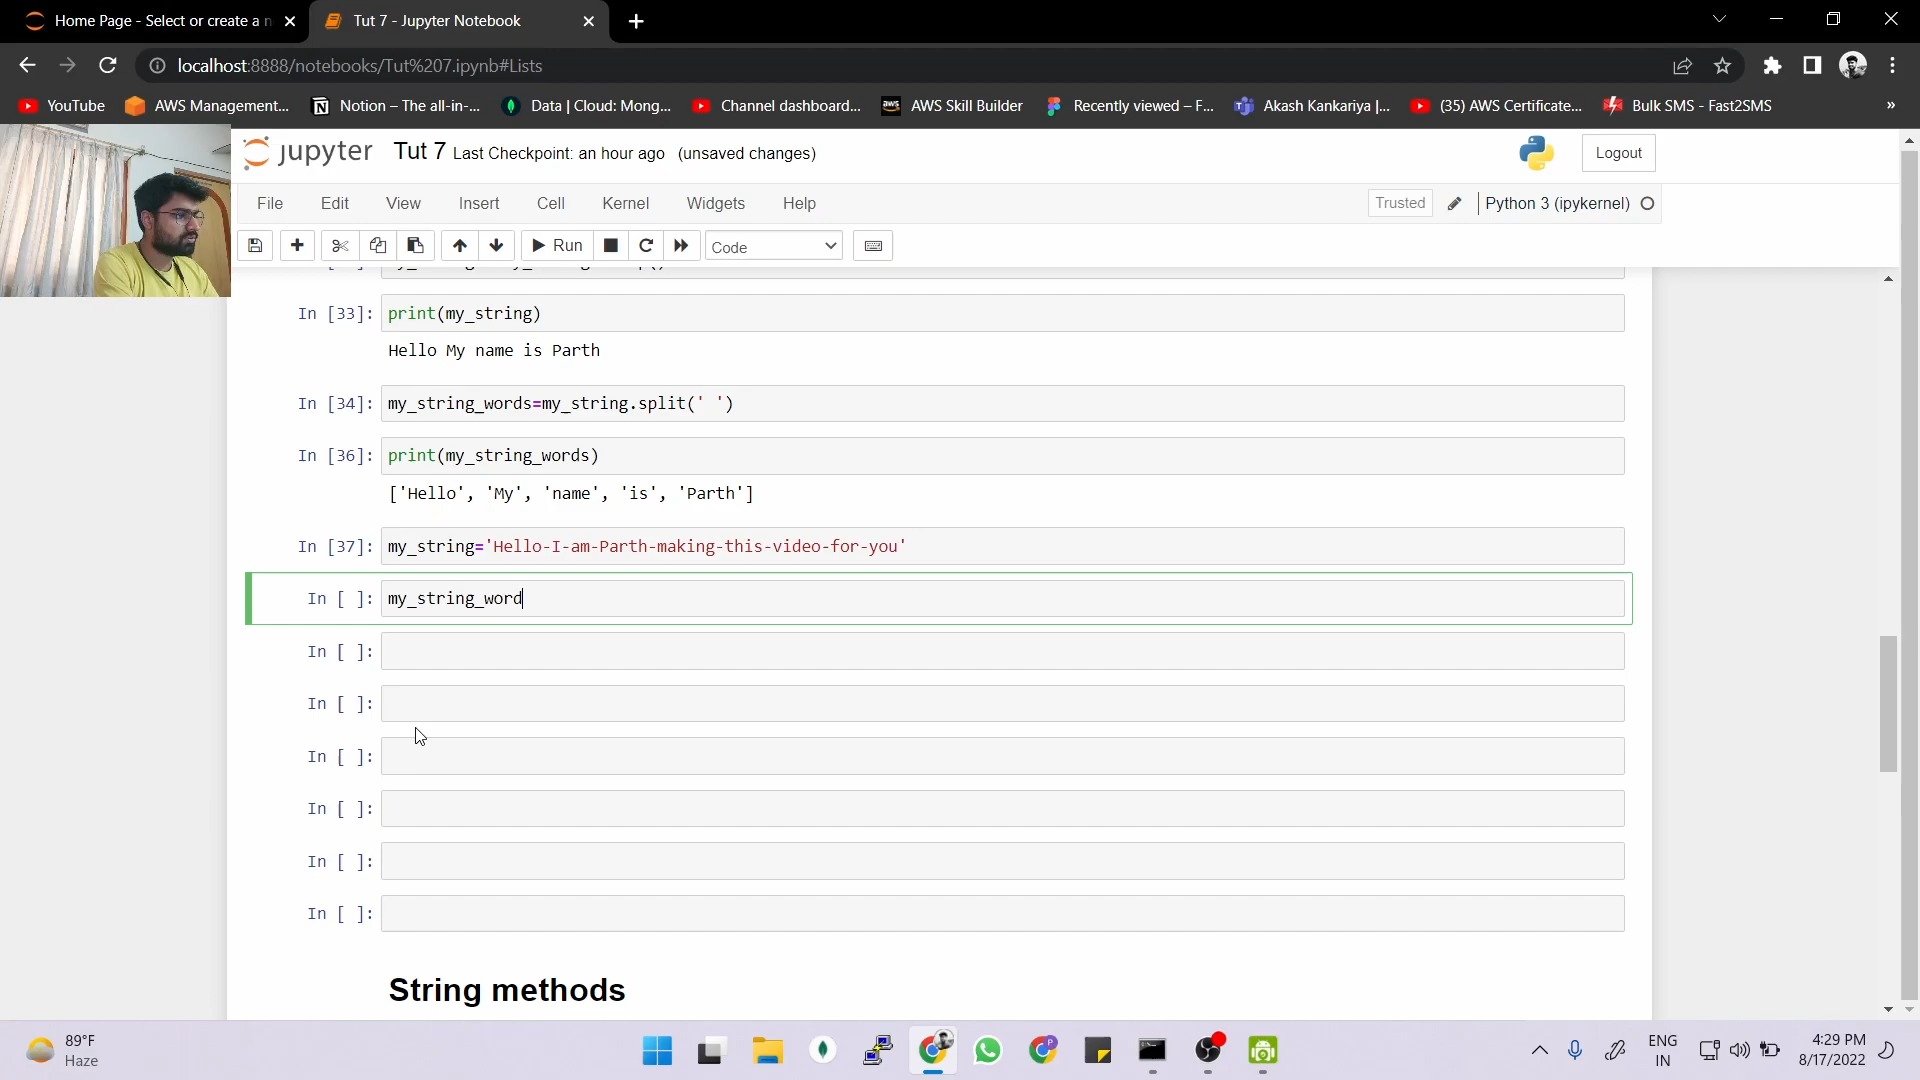 Home Page - Select or create a n
Tut 7 - Jupyter Notebook
localhost:8888/notebooks/Tut%207.ipynb#Lists
YouTube
AWS Management...
Notion – The all-in-...
Data | Cloud: Mong...
Channel dashboard...
aws
AWS Skill Builder
Recently viewed – F...
Akash Kankariya |...
(35) AWS Certificate...
Bulk SMS - Fast2SMS
»
jupyter
Tut 7 Last Checkpoint: an hour ago (unsaved changes)
Logout
File Edit View Insert Cell Kernel Widgets Help
Trusted
Python 3 (ipykernel)
Run
Code
In [33]: print(my_string)
Hello My name is Parth
In [34]: my_string_words=my_string.split(' ')
In [36]: print(my_string_words)
['Hello', 'My', 'name', 'is', 'Parth']
In [37]: my_string='Hello-I-am-Parth-making-this-video-for-you'
In [ ]: my_string_word
In [ ]:
In [ ]:
In [ ]:
In [ ]:
In [ ]:
In [ ]:
String methods
89°F
Haze
ENG
IN
4:29 PM
8/17/2022